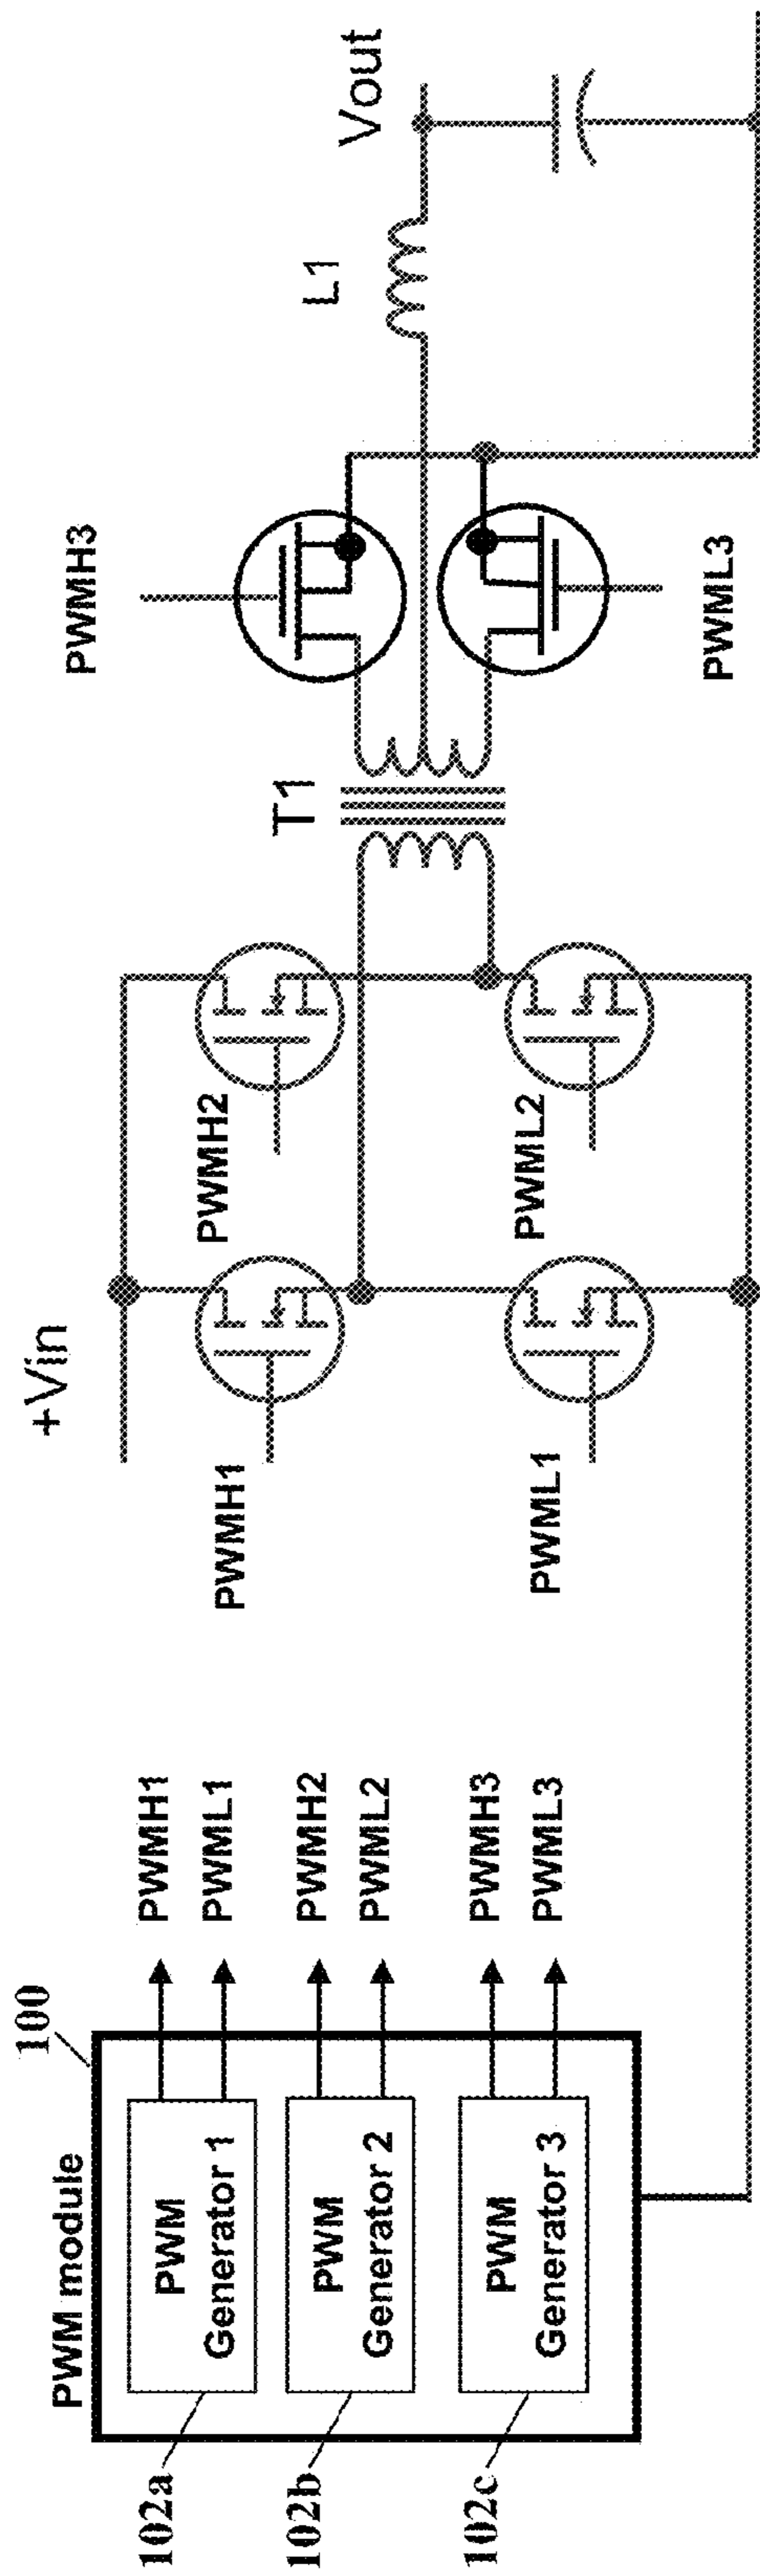 100
PWM module
PWM
Generator 1
PWM
Generator 2
PWM
Generator 3
102a
102b
102c
PWMH1
PWML1
PWMH2
PWML2
PWMH3
PWML3
+Vin
PWMH1
PWML1
PWMH2
PWML2
T1
PWMH3
PWML3
L1
Vout